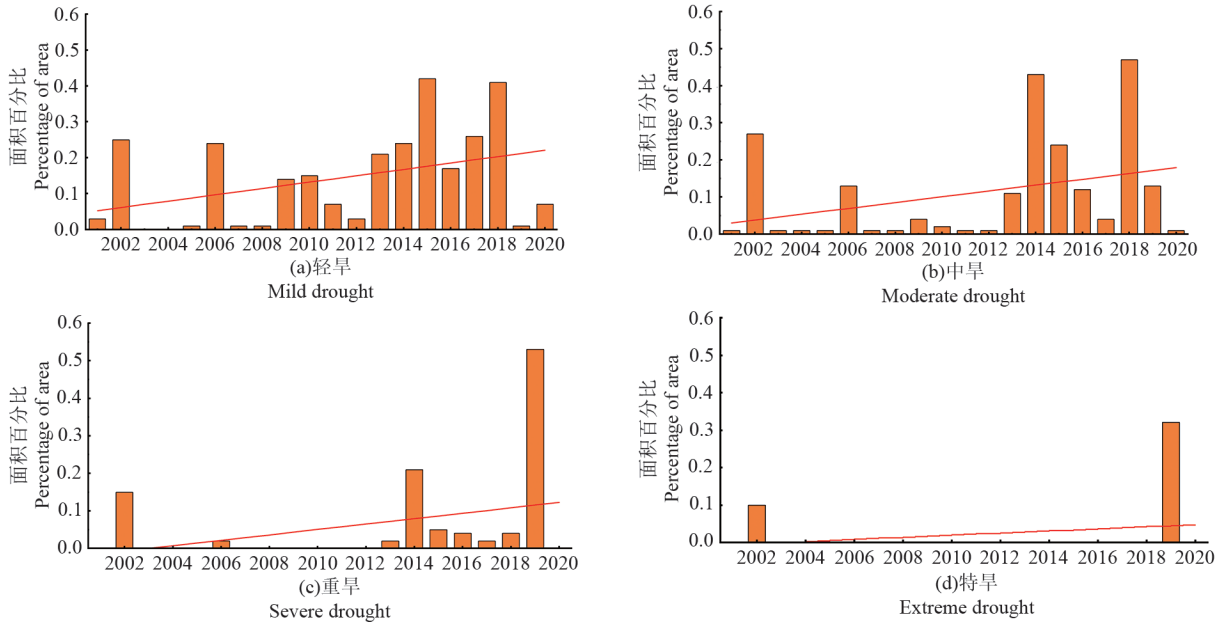 面积百分比
Percentage of area
0.6
0.5
0.4
0.3
0.2
0.1
0.0
2002 2004 2006 2008 2010 2012 2014 2016 2018 2020
(a)轻旱
Mild drought
面积百分比
Percentage of area
0.6
0.5
0.4
0.3
0.2
0.1
0.0
2002 2004 2006 2008 2010 2012 2014 2016 2018 2020
(b)中旱
Moderate drought
面积百分比
Percentage of area
0.6
0.5
0.4
0.3
0.2
0.1
0.0
2002 2004 2006 2008 2010 2012 2014 2016 2018 2020
(c)重旱
Severe drought
面积百分比
Percentage of area
0.6
0.5
0.4
0.3
0.2
0.1
0.0
2002 2004 2006 2008 2010 2012 2014 2016 2018 2020
(d)特旱
Extreme drought